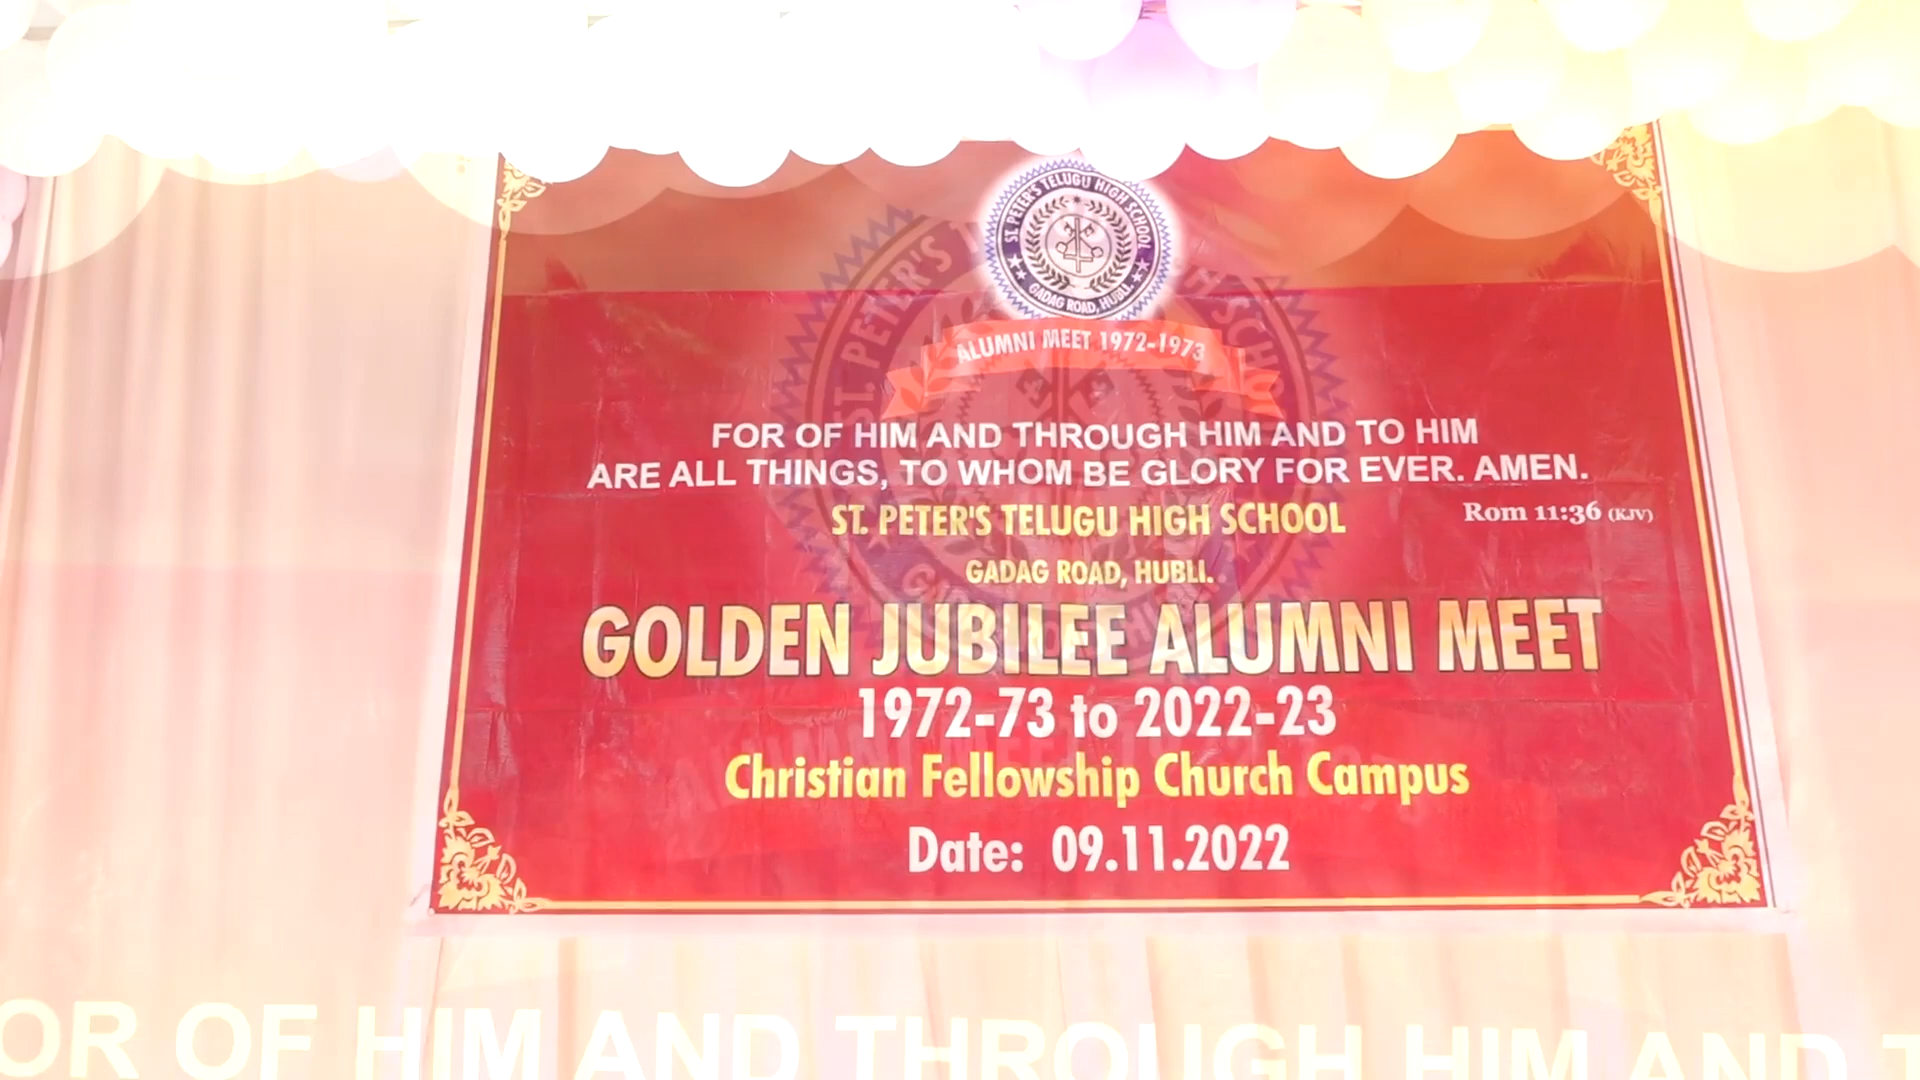 ST. PETER'S TELUGU HIGH SCHOOL
GADAG ROAD, HUBLI.
ALUMNI MEET 1972-1973
FOR OF HIM AND THROUGH HIM AND TO HIM
ARE ALL THINGS, TO WHOM BE GLORY FOR EVER. AMEN.
Rom 11:36 (KJV)
ST. PETER'S TELUGU HIGH SCHOOL
GADAG ROAD, HUBLI.
GOLDEN JUBILEE ALUMNI MEET
1972-73 to 2022-23
Christian Fellowship Church Campus
Date: 09.11.2022
OR OF HIM AND THROUGH HIM AND T